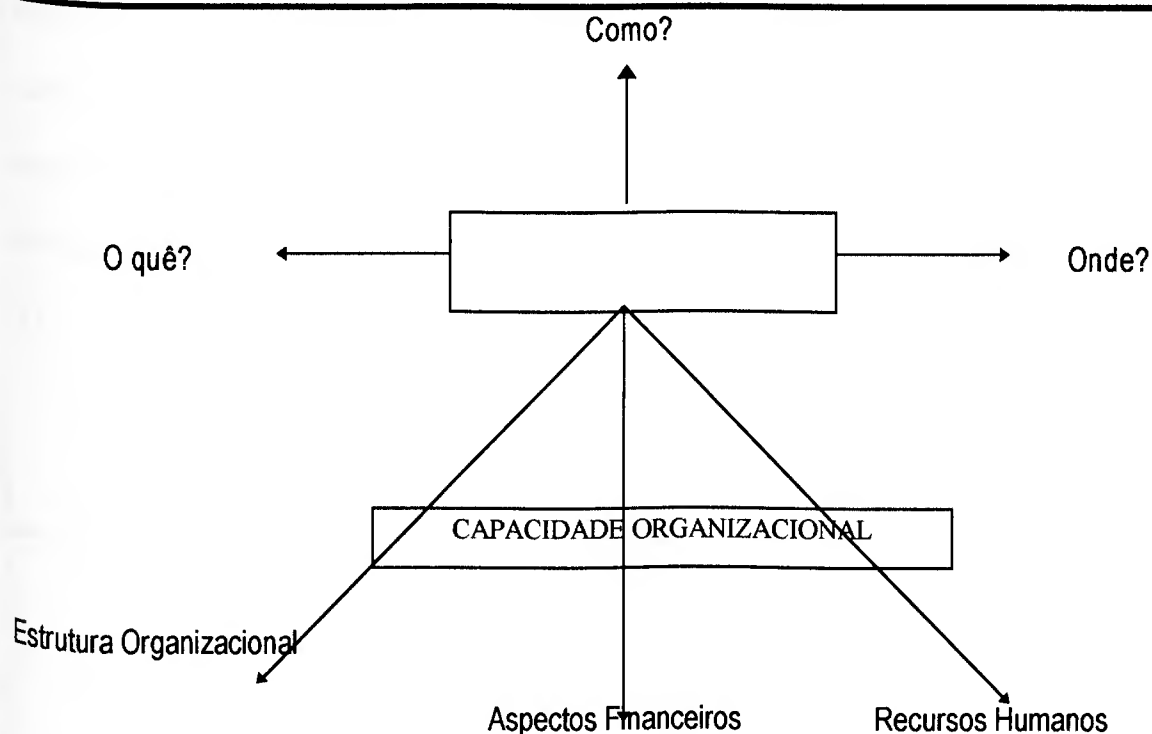 Como?
O quê?
Onde?
CAPACIDADE ORGANIZACIONAL
Estrutura Organizacional
Aspectos Financeiros
Recursos Humanos